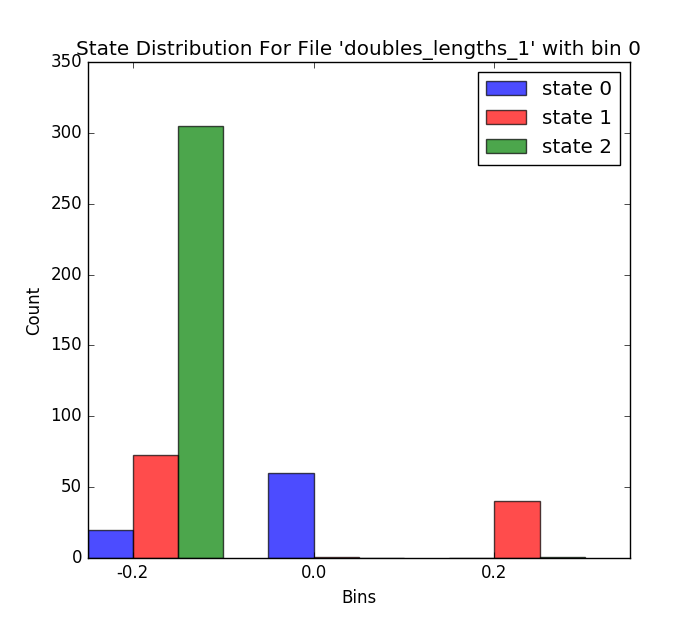 State Distribution For File 'doubles_lengths_1' with bin 0
350
300
250
200
150
100
50
0
Count
state 0
state 1
state 2
-0.2
0.0
0.2
Bins